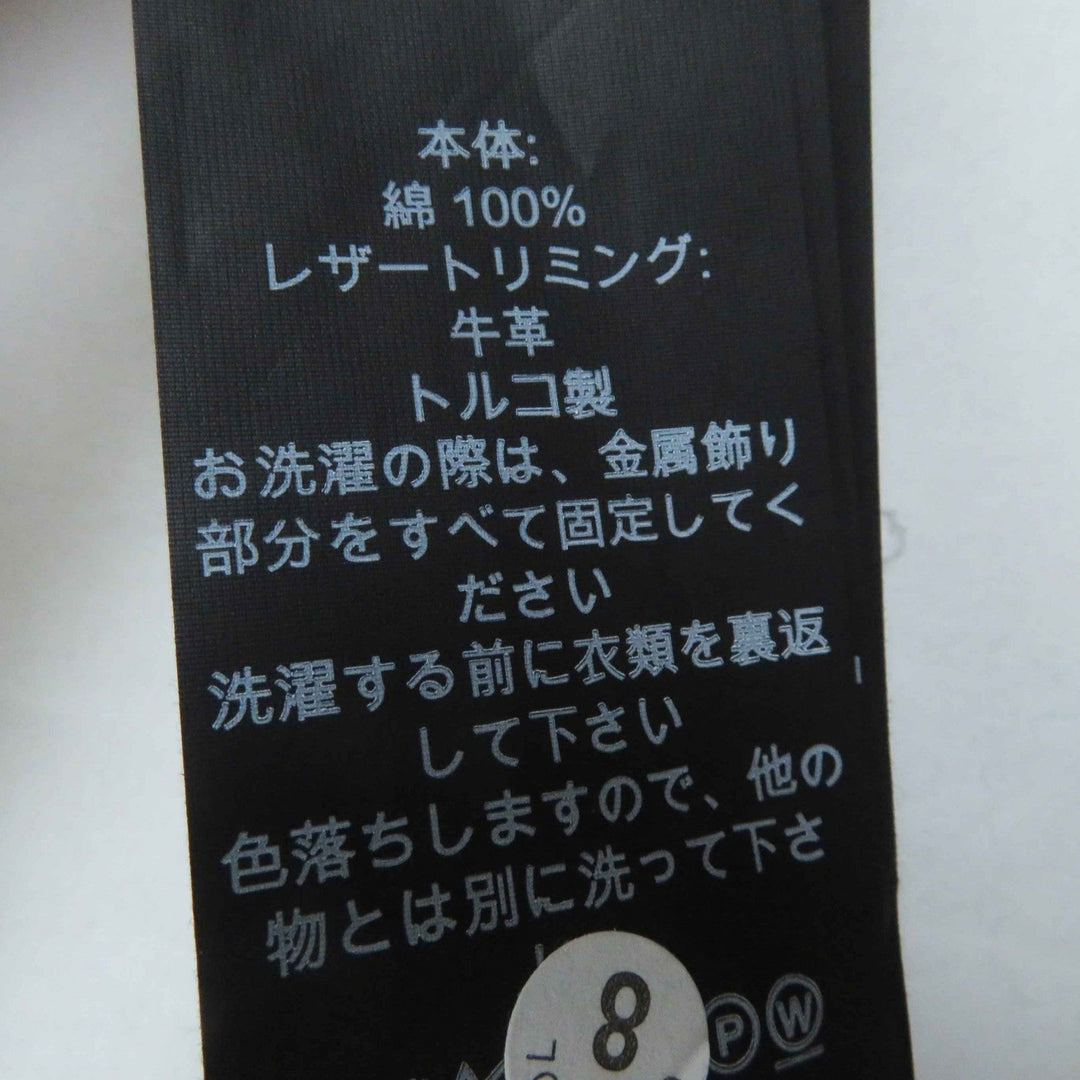 本体:
綿 100%
レザートリミング:
牛革
トルコ製
お洗濯の際は、金属飾り
部分をすべて固定してく
ださい
洗濯する前に衣類を裏返
して下さい
色落ちしますので、他の
物とは別に洗って下さ
8
P W